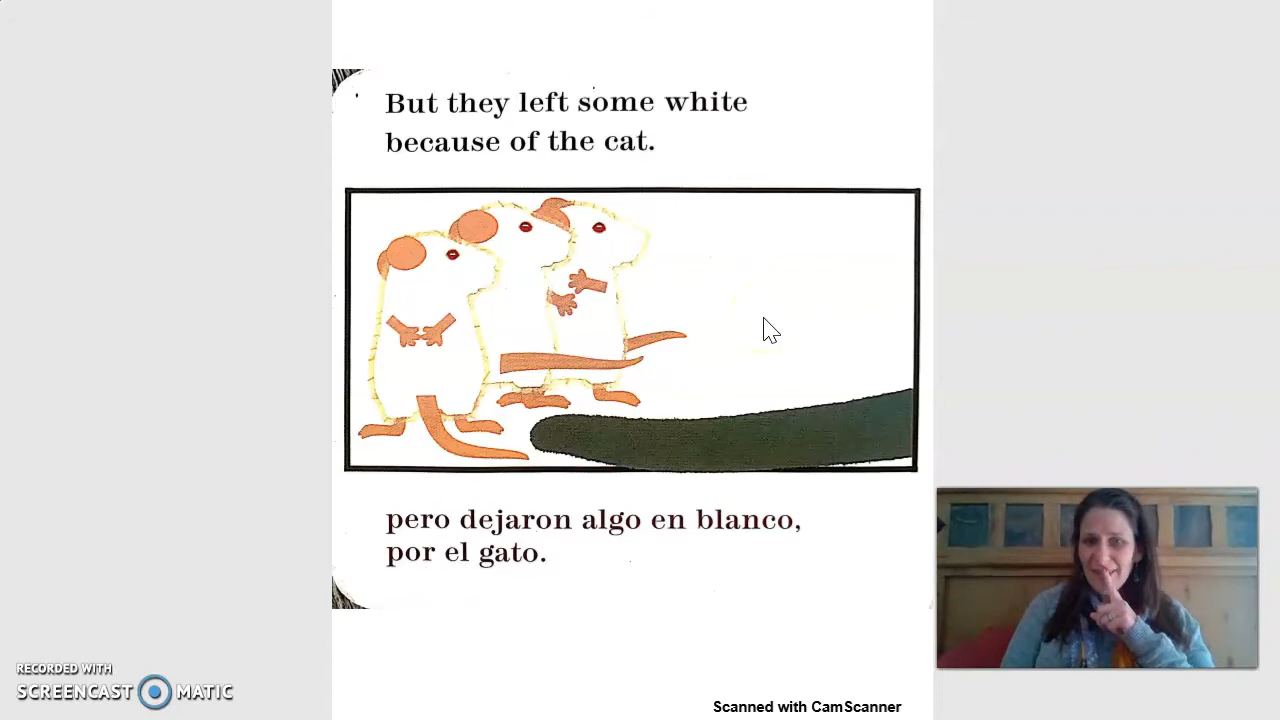 But they left some white
because of the cat.
pero dejaron algo en blanco,
por el gato.
RECORDED WITH
SCREENCAST MATIC
Scanned with CamScanner